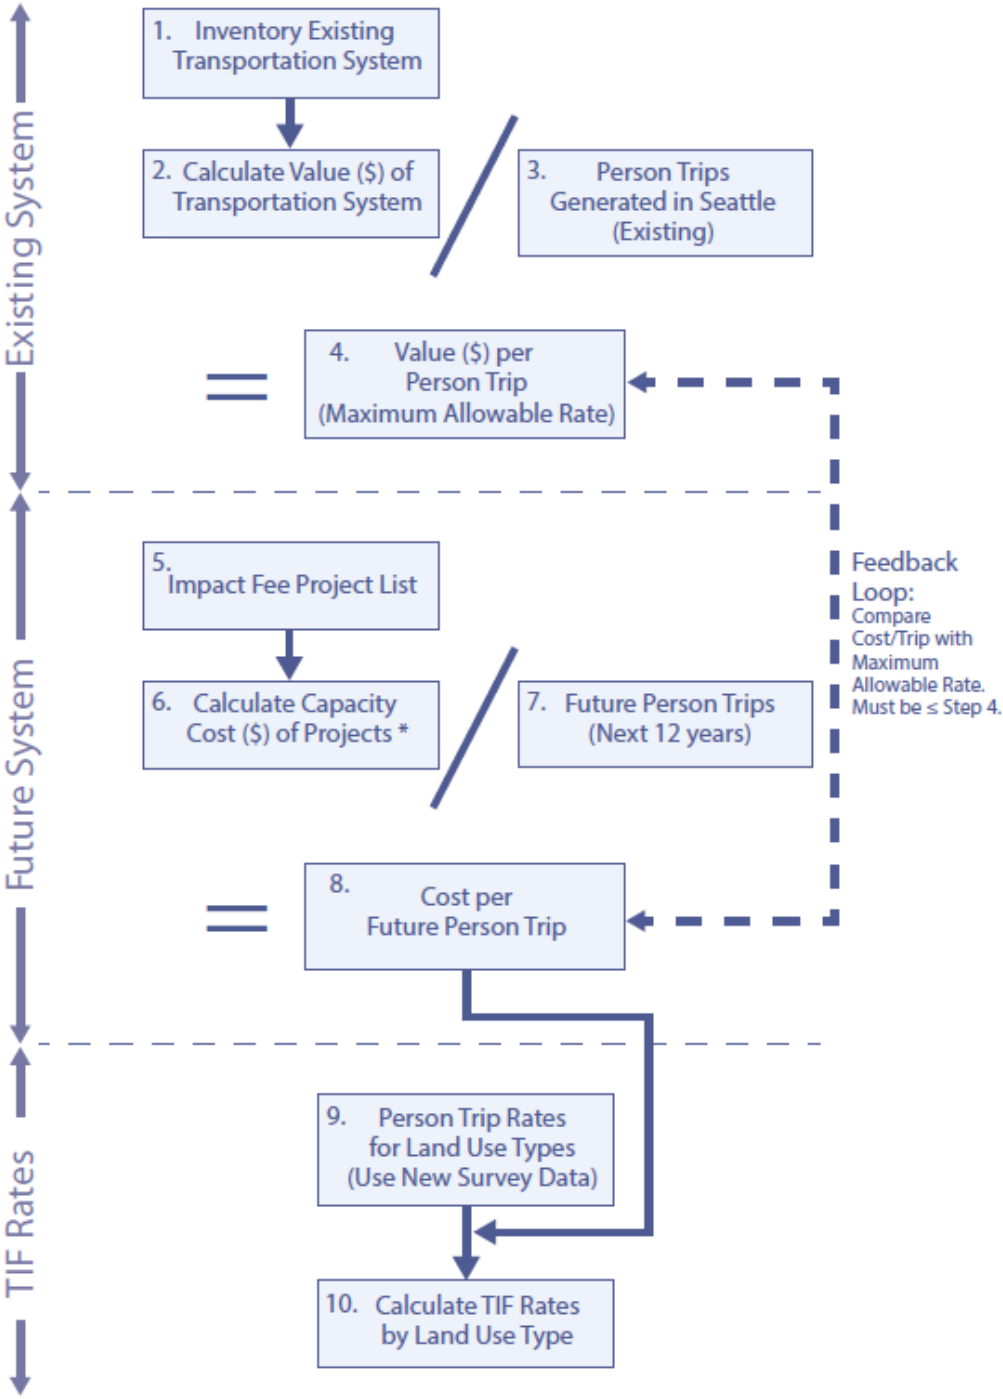 Existing System
1. Inventory Existing
Transportation System
2. Calculate Value ($) of
Transportation System
3. Person Trips
Generated in Seattle
(Existing)
=
4. Value ($) per
Person Trip
(Maximum Allowable Rate)
Future System
5.
Impact Fee Project List
6. Calculate Capacity
Cost ($) of Projects *
7. Future Person Trips
(Next 12 years)
=
8. Cost per
Future Person Trip
Feedback
Loop:
Compare
Cost/Trip with
Maximum
Allowable Rate.
Must be ≤ Step 4.
TIF Rates
9. Person Trip Rates
for Land Use Types
(Use New Survey Data)
10. Calculate TIF Rates
by Land Use Type